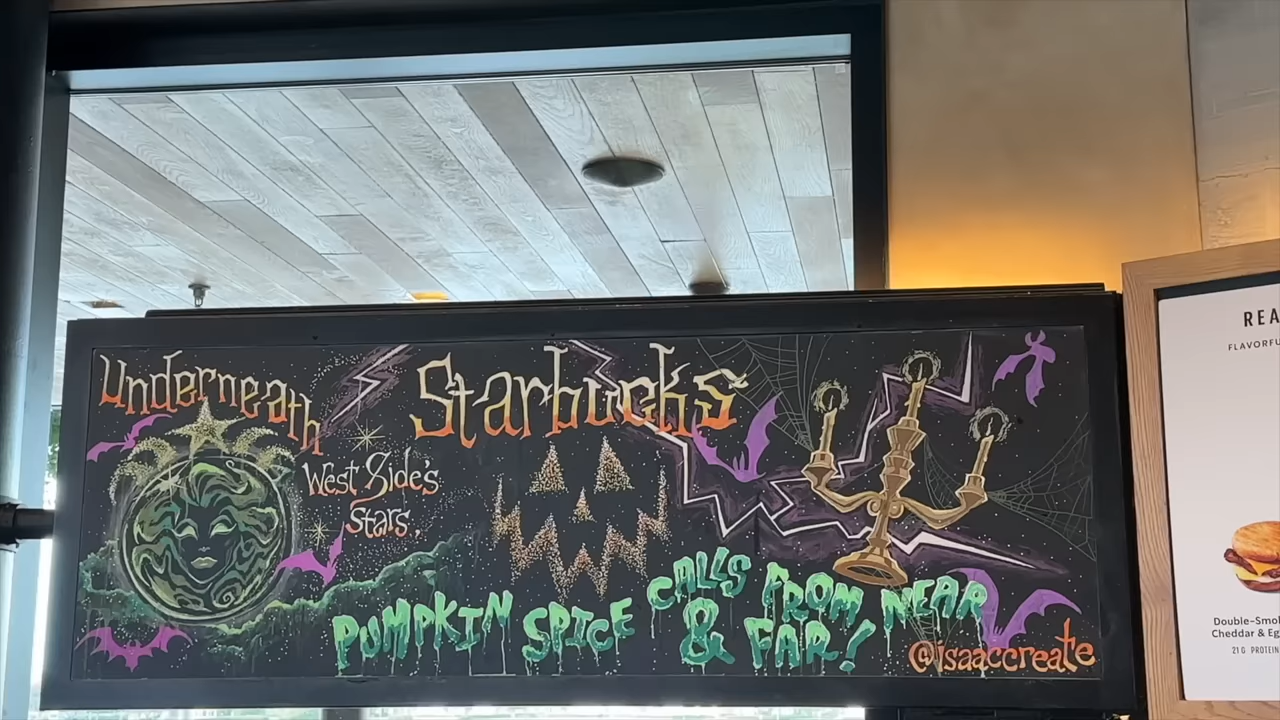 Underneath
West Side's
Stars,
Starbucks
PUMPKIN SPICE CALLS FROM NEAR
& FAR!
@isaaccreate
REA
FLAVORFU
Double-Smo
Cheddar & Eg
21G PROTEIN